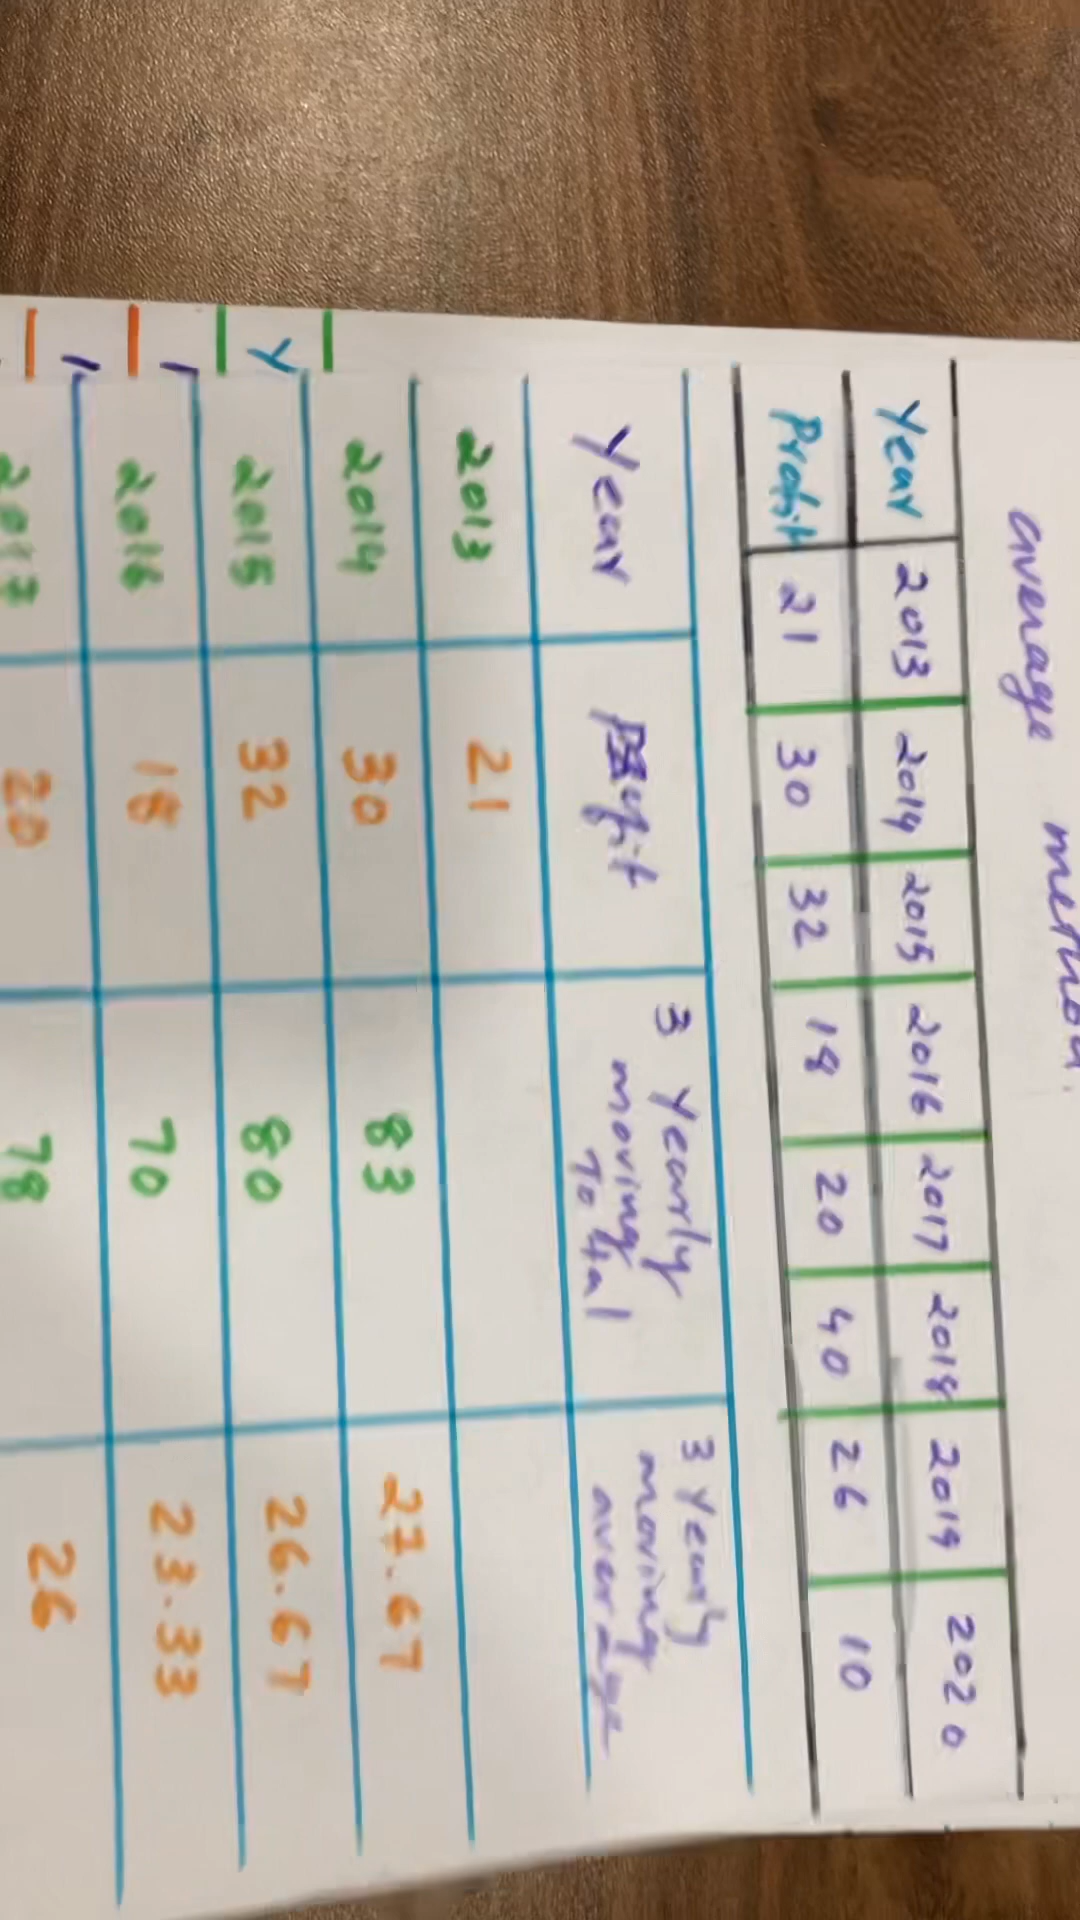 average method.
Year 2013 2014 2015 2016 2017 2018 2019 2020
Profit 21 30 32 18 20 40 26 10
Year Profit 3 Yearly moving Total 3 Yearly moving average
2013 21
2014 30 83 27.67
2015 32 80 26.67
2016 18 70 23.33
2017 20 78 26